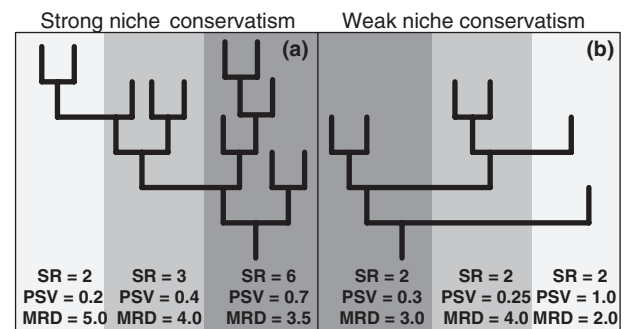 Strong niche conservatism
Weak niche conservatism
(a)
(b)
SR = 2 SR = 3 SR = 6 SR = 2 SR = 2 SR = 2
PSV = 0.2 PSV = 0.4 PSV = 0.7 PSV = 0.3 PSV = 0.25 PSV = 1.0
MRD = 5.0 MRD = 4.0 MRD = 3.5 MRD = 3.0 MRD = 4.0 MRD = 2.0